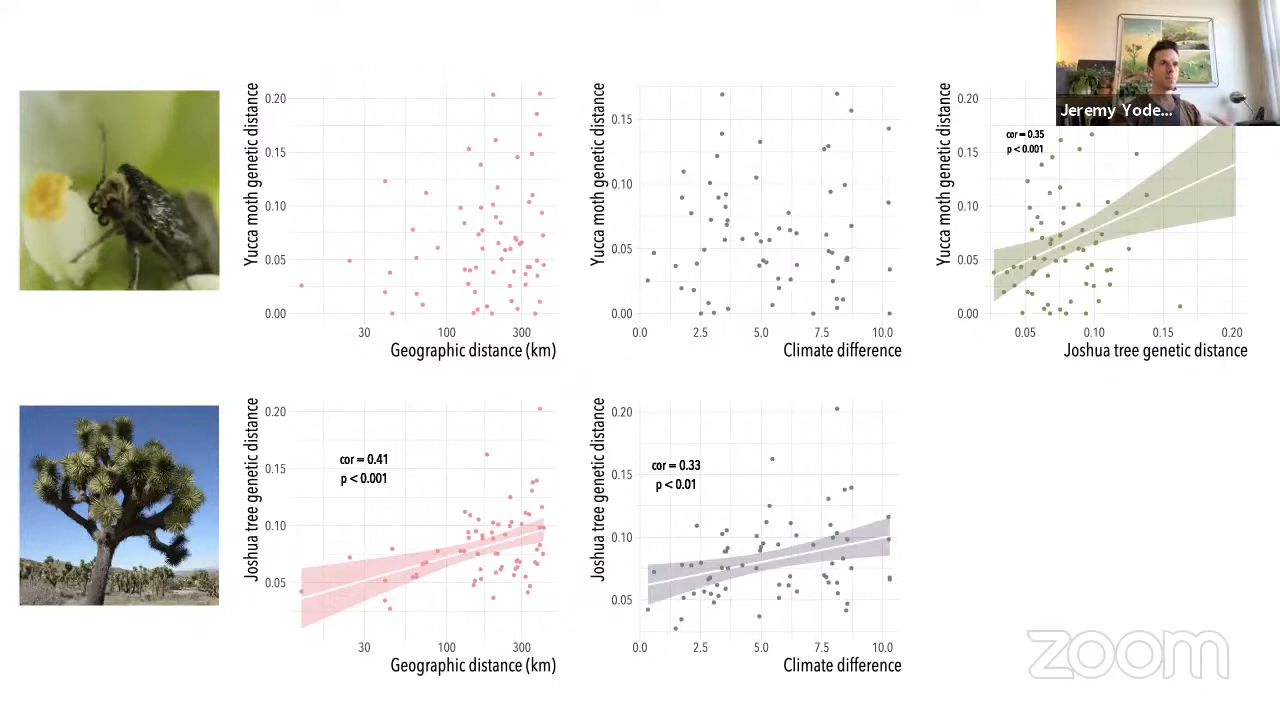 Jeremy Yode...
Yucca moth genetic distance
0.20
0.15
0.10
0.05
0.00
30
100
300
Geographic distance (km)
Yucca moth genetic distance
0.15
0.10
0.05
0.00
0.0
2.5
5.0
7.5
10.0
Climate difference
Yucca moth genetic distance
0.20
0.15
0.10
0.05
0.00
cor = 0.35
p < 0.001
0.05
0.10
0.15
0.20
Joshua tree genetic distance
Joshua tree genetic distance
0.20
0.15
0.10
0.05
cor = 0.41
p < 0.001
30
100
300
Geographic distance (km)
Joshua tree genetic distance
0.20
0.15
0.10
0.05
cor = 0.33
p < 0.01
0.0
2.5
5.0
7.5
10.0
Climate difference
zoom